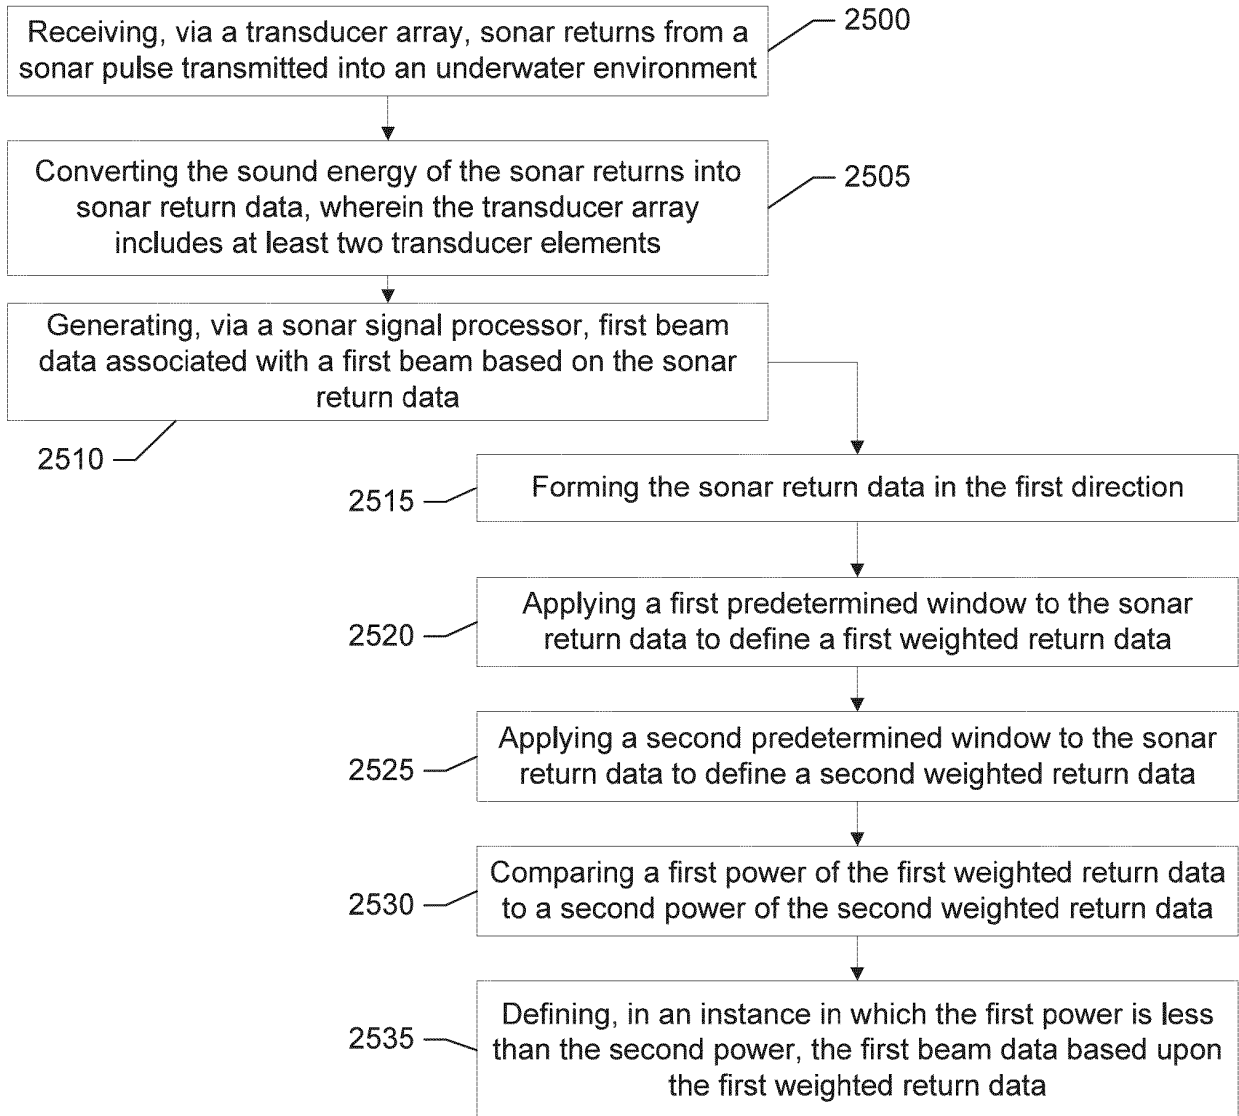 Receiving, via a transducer array, sonar returns from a
sonar pulse transmitted into an underwater environment
2500
Converting the sound energy of the sonar returns into
sonar return data, wherein the transducer array
includes at least two transducer elements
2505
Generating, via a sonar signal processor, first beam
data associated with a first beam based on the sonar
return data
2510
2515
Forming the sonar return data in the first direction
2520
Applying a first predetermined window to the sonar
return data to define a first weighted return data
2525
Applying a second predetermined window to the sonar
return data to define a second weighted return data
2530
Comparing a first power of the first weighted return data
to a second power of the second weighted return data
2535
Defining, in an instance in which the first power is less
than the second power, the first beam data based upon
the first weighted return data